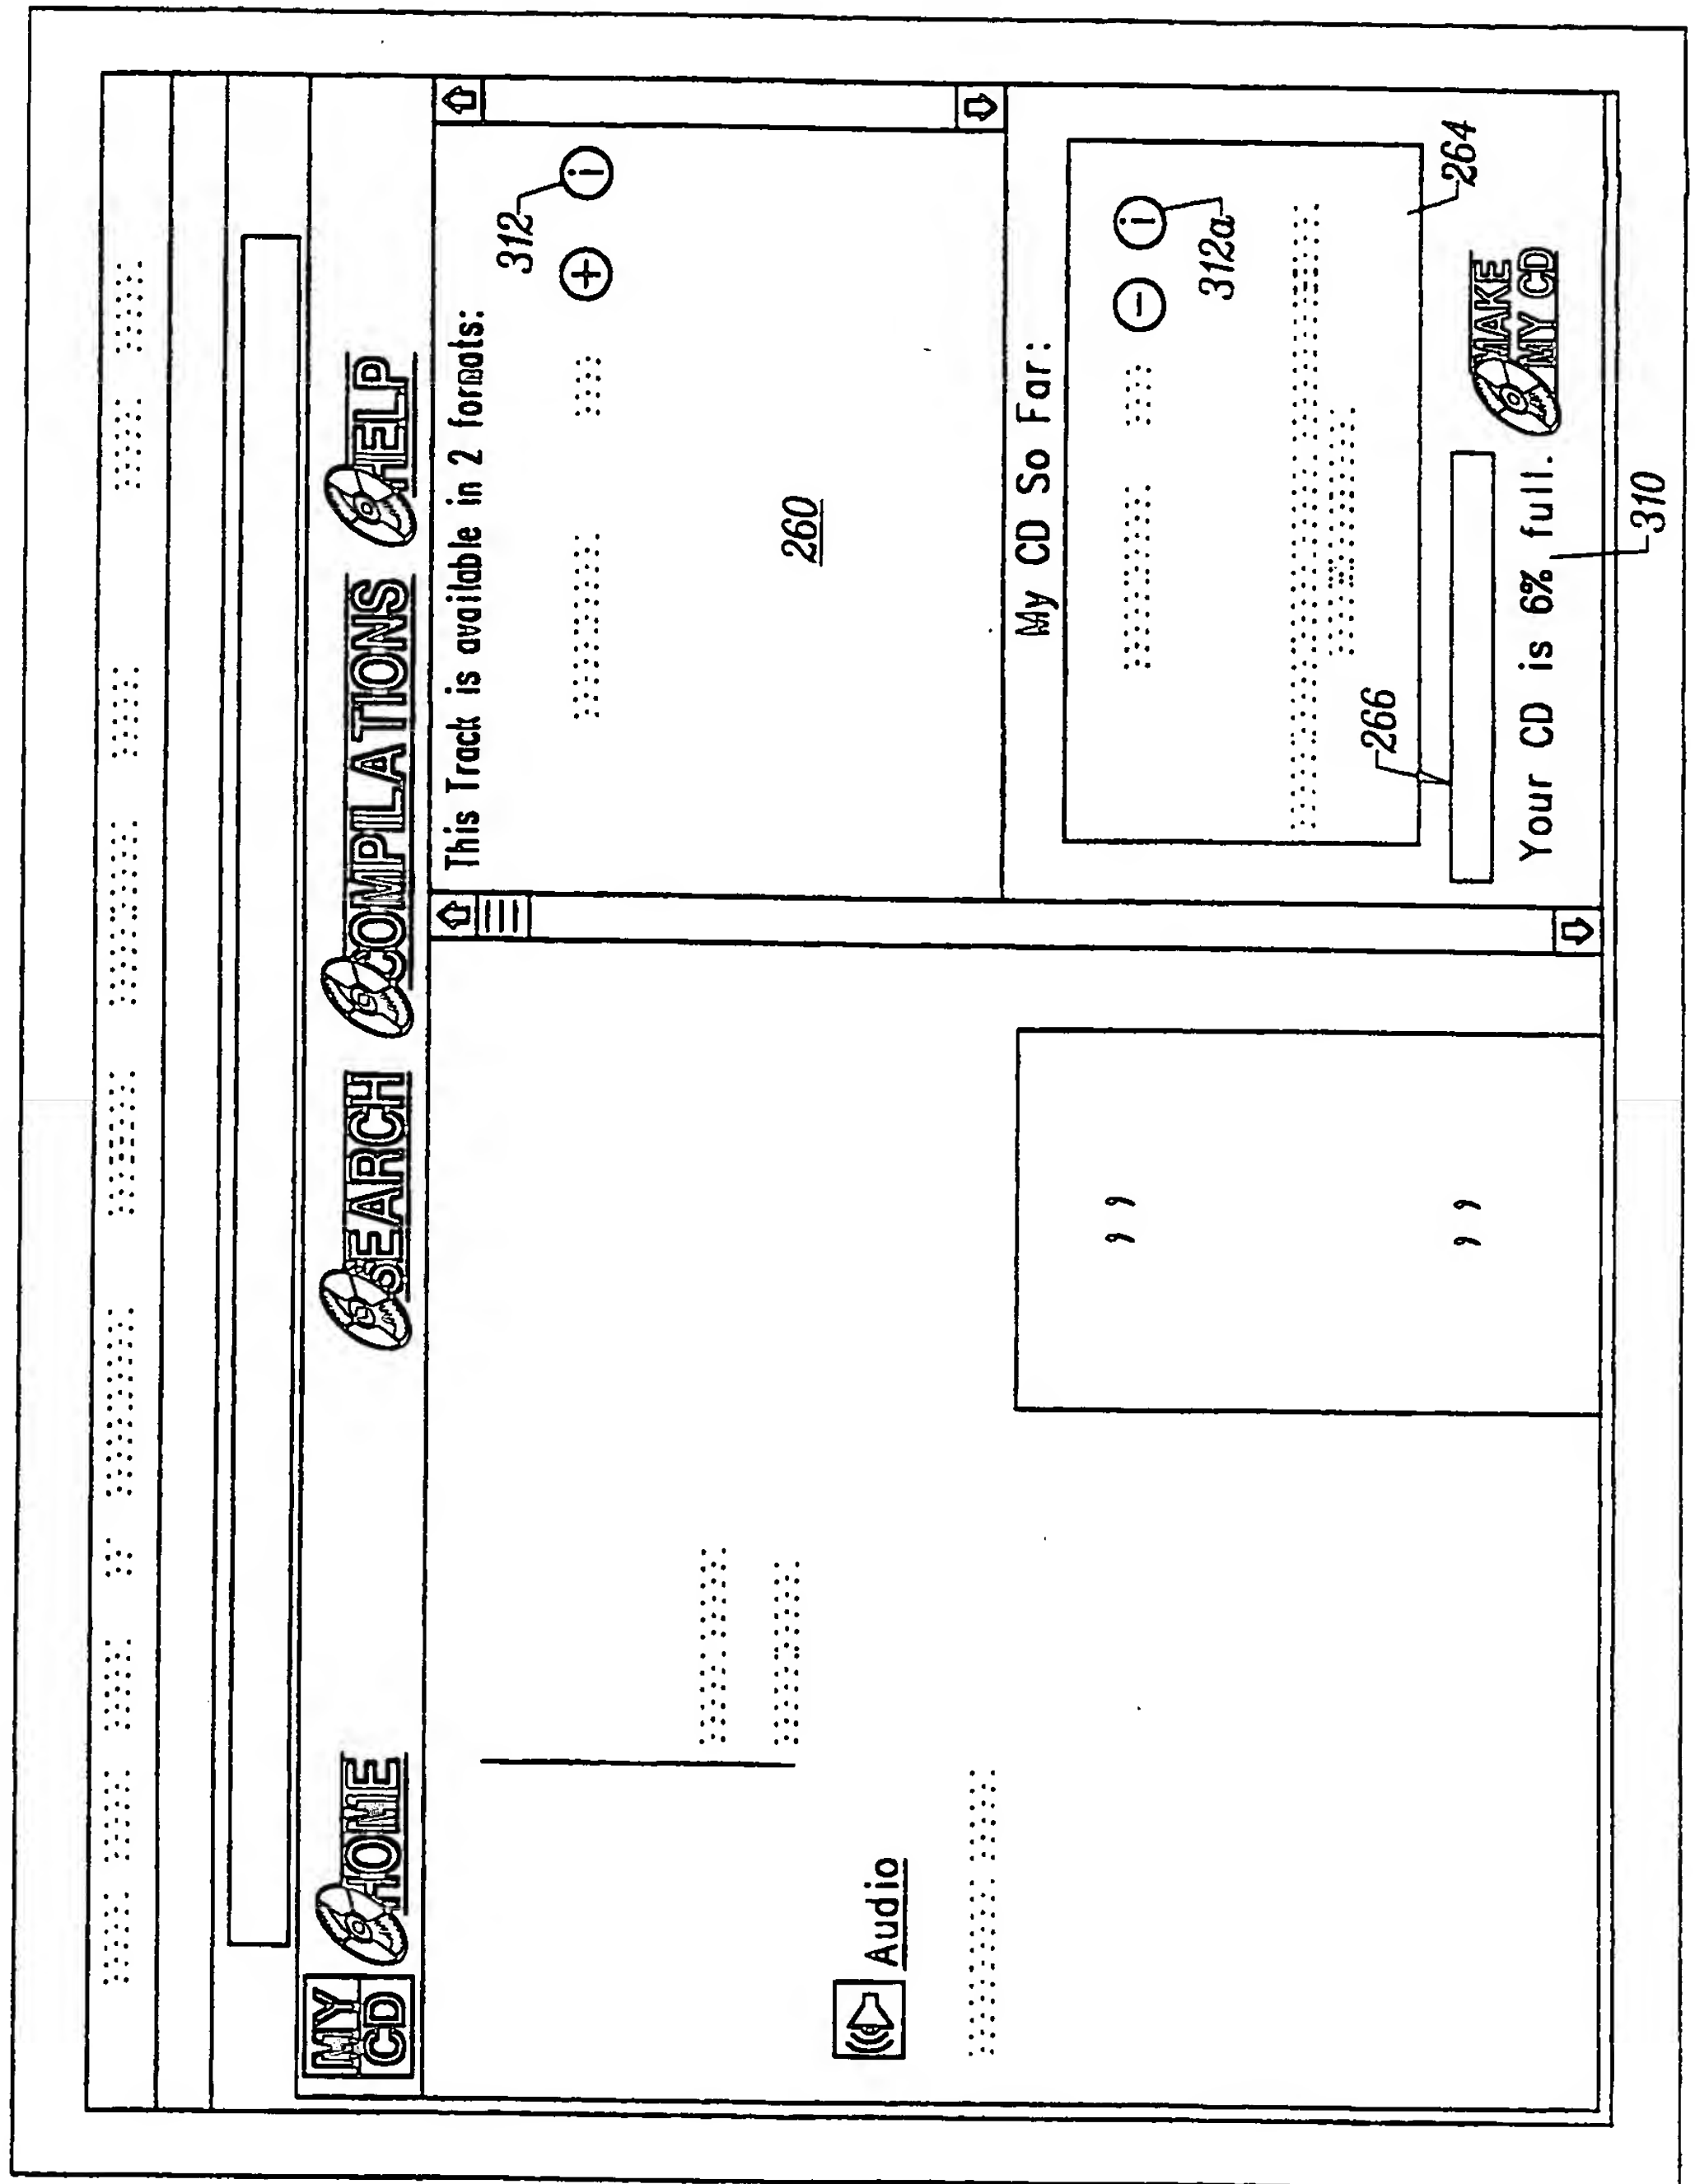 MY CD
HOME
SEARCH
COMPLATIONS
HELP
This Track is available in 2 formats:
312
+ i
260
Audio
My CD So Far:
- i
312a
264
266
MAKE MY CD
Your CD is 6% full.
310